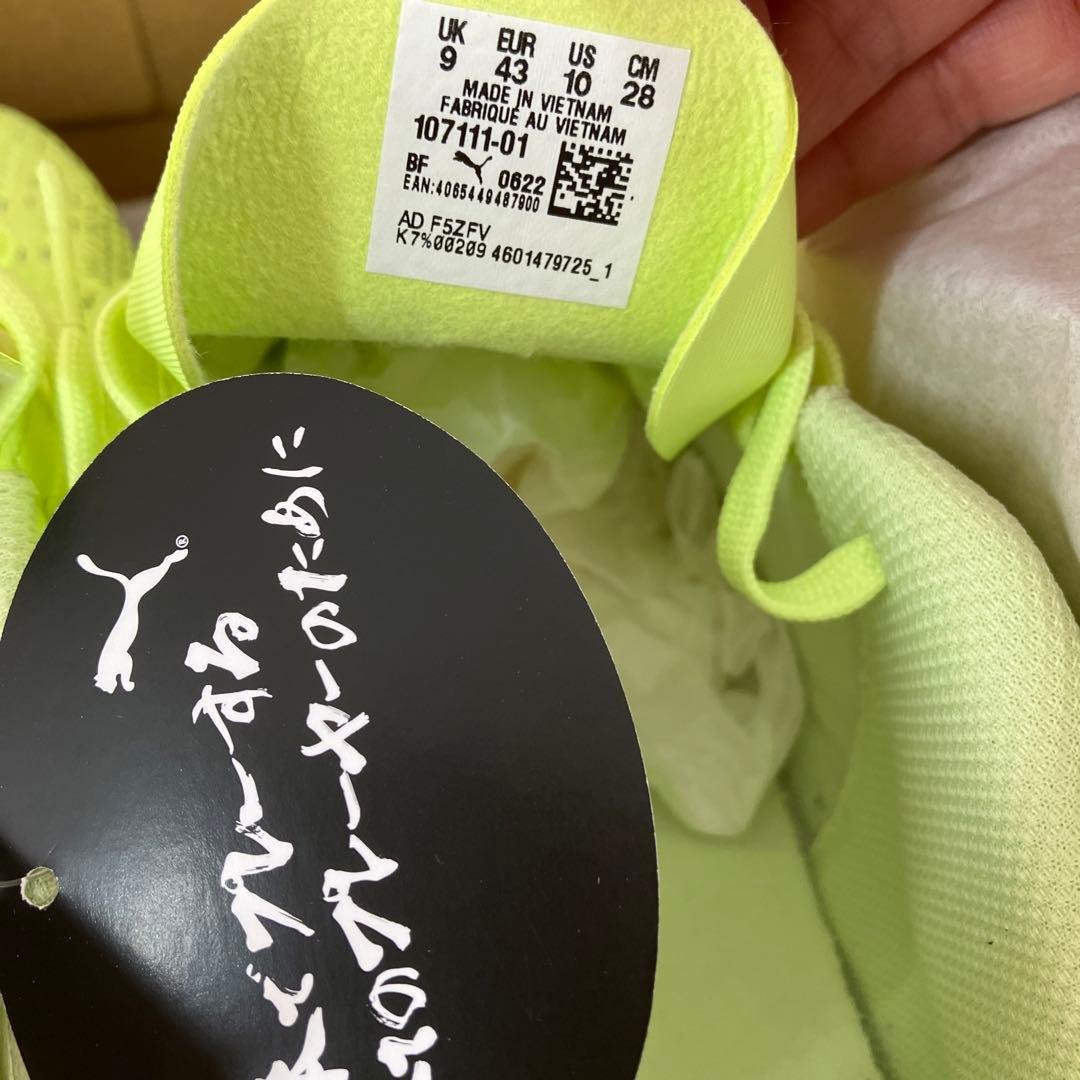 UK EUR US CM
9 43 10 28
MADE IN VIETNAM
FABRIQUÉ AU VIETNAM
107111-01
BF 0622
EAN:4065449487900
AD F5ZFV
K7%00209 4601479725_1
プレーヤーのために